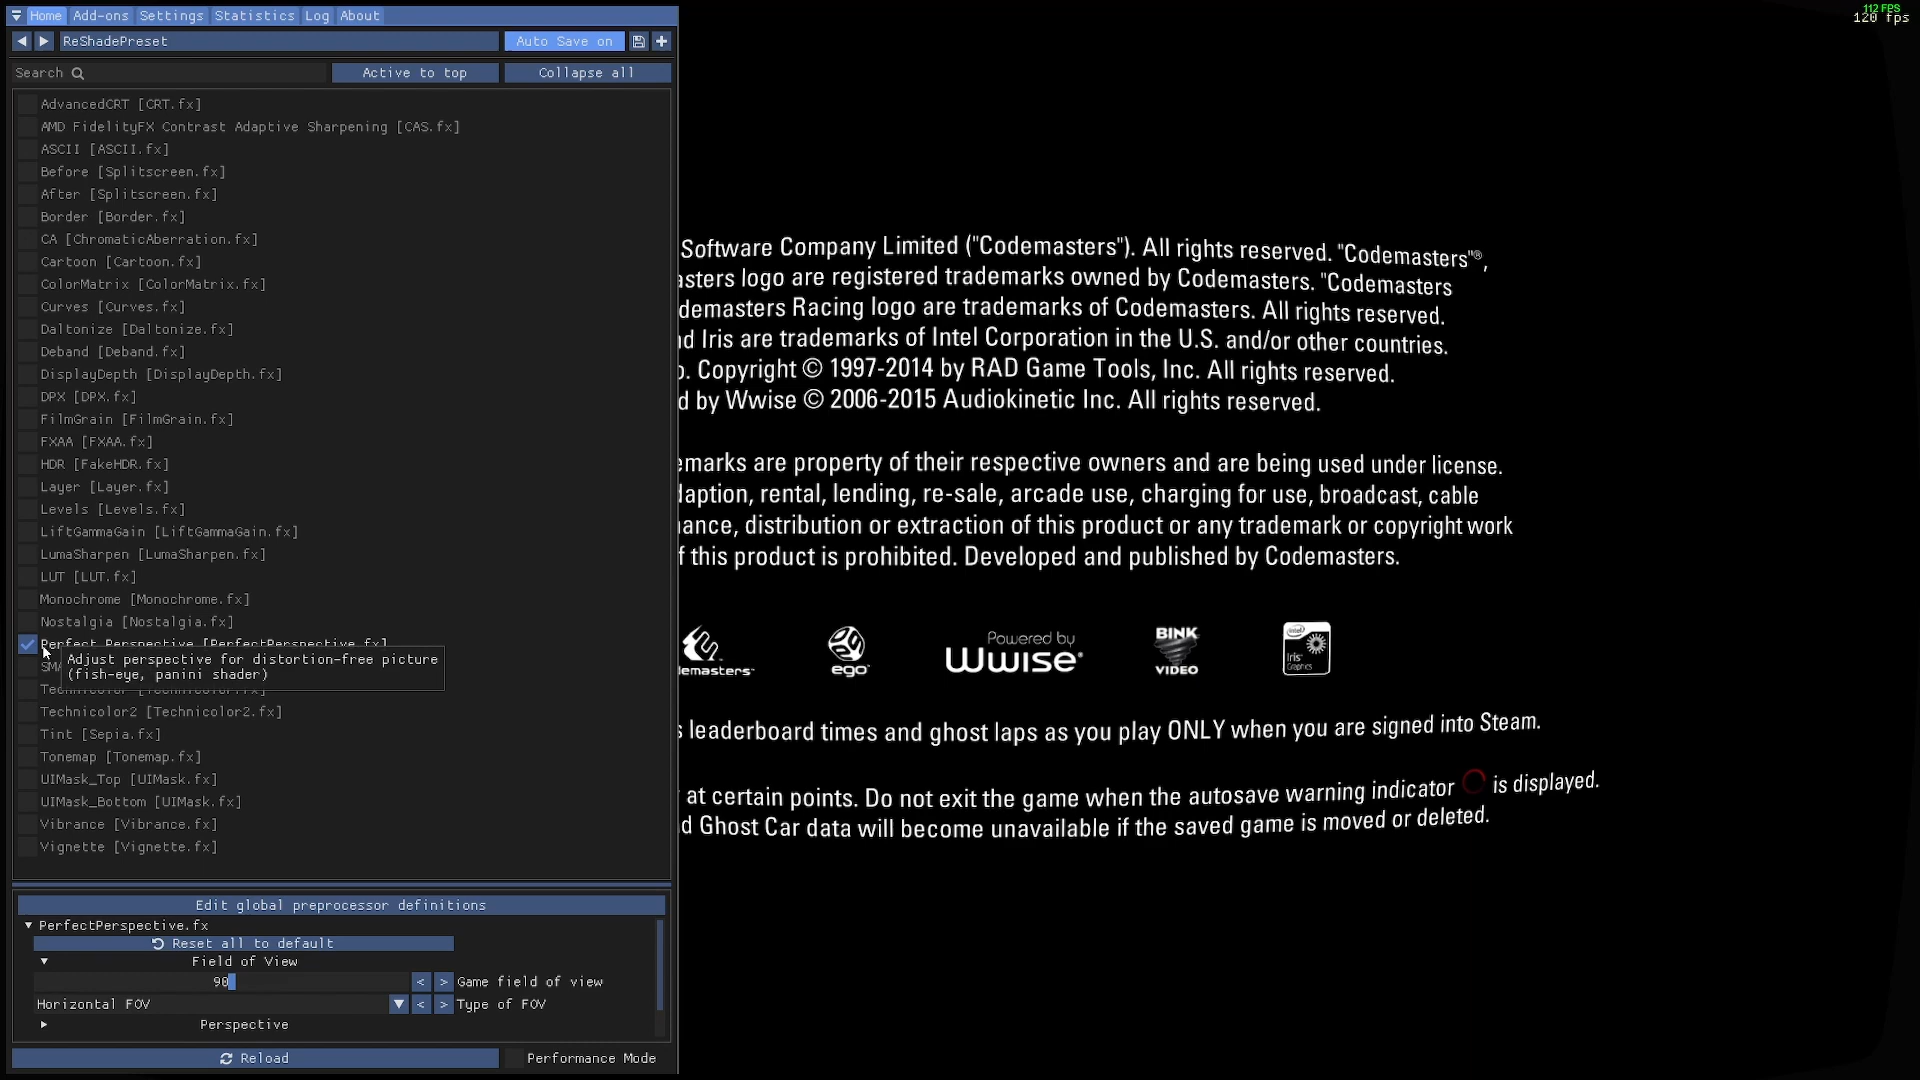 Home Add-ons Settings Statistics Log About
112 FPS
120 fps
ReShadePreset Auto Save on
Search Active to top Collapse all
AdvancedCRT [CRT.fx]
AMD FidelityFX Contrast Adaptive Sharpening [CAS.fx]
ASCII [ASCII.fx]
Before [Splitscreen.fx]
After [Splitscreen.fx]
Border [Border.fx]
CA [ChromaticAberration.fx]
Cartoon [Cartoon.fx]
ColorMatrix [ColorMatrix.fx]
Curves [Curves.fx]
Daltonize [Daltonize.fx]
Deband [Deband.fx]
DisplayDepth [DisplayDepth.fx]
DPX [DPX.fx]
FilmGrain [FilmGrain.fx]
FXAA [FXAA.fx]
HDR [FakeHDR.fx]
Layer [Layer.fx]
Levels [Levels.fx]
LiftGammaGain [LiftGammaGain.fx]
LumaSharpen [LumaSharpen.fx]
LUT [LUT.fx]
Monochrome [Monochrome.fx]
Nostalgia [Nostalgia.fx]
Perfect Perspective [PerfectPerspective.fx]
Adjust perspective for distortion-free picture
(fish-eye, panini shader)
Technicolor [Technicolor.fx]
Technicolor2 [Technicolor2.fx]
Tint [Sepia.fx]
Tonemap [Tonemap.fx]
UIMask_Top [UIMask.fx]
UIMask_Bottom [UIMask.fx]
Vibrance [Vibrance.fx]
Vignette [Vignette.fx]
Edit global preprocessor definitions
PerfectPerspective.fx
Reset all to default
Field of View
90 < > Game field of view
Horizontal FOV < > Type of FOV
Perspective
Reload Performance Mode
Software Company Limited ("Codemasters"). All rights reserved. "Codemasters"®,
asters logo are registered trademarks owned by Codemasters. "Codemasters
demasters Racing logo are trademarks of Codemasters. All rights reserved.
d Iris are trademarks of Intel Corporation in the U.S. and/or other countries.
. Copyright © 1997-2014 by RAD Game Tools, Inc. All rights reserved.
d by Wwise © 2006-2015 Audiokinetic Inc. All rights reserved.
emarks are property of their respective owners and are being used under license.
daption, rental, lending, re-sale, arcade use, charging for use, broadcast, cable
ance, distribution or extraction of this product or any trademark or copyright work
f this product is prohibited. Developed and published by Codemasters.
demasters ego Powered by Wwise BINK VIDEO intel Iris Graphics
s leaderboard times and ghost laps as you play ONLY when you are signed into Steam.
at certain points. Do not exit the game when the autosave warning indicator is displayed.
d Ghost Car data will become unavailable if the saved game is moved or deleted.